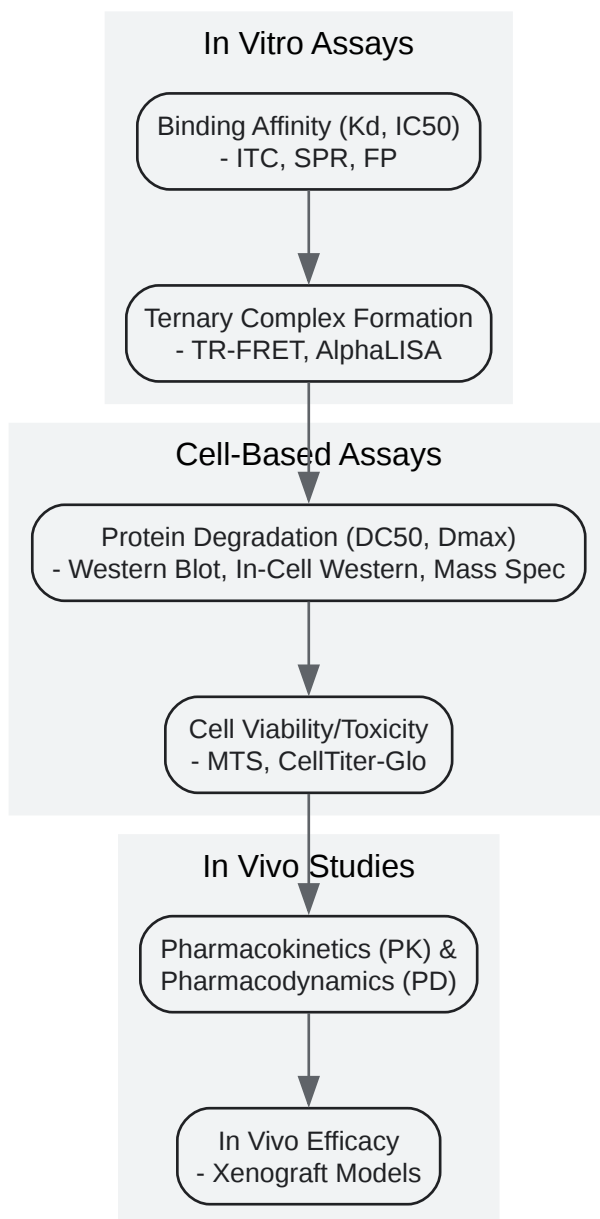 In Vitro Assays
Binding Affinity (Kd, IC50)
- ITC, SPR, FP
Ternary Complex Formation
- TR-FRET, AlphaLISA
Cell-Based Assays
Protein Degradation (DC50, Dmax)
- Western Blot, In-Cell Western, Mass Spec
Cell Viability/Toxicity
- MTS, CellTiter-Glo
In Vivo Studies
Pharmacokinetics (PK) &
Pharmacodynamics (PD)
In Vivo Efficacy
- Xenograft Models